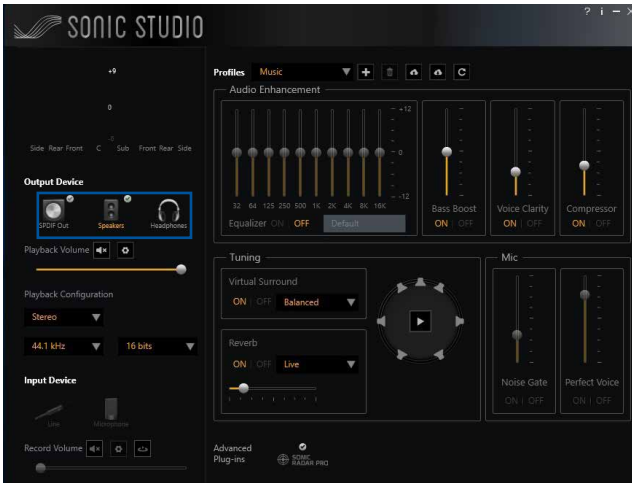 ? i
SONIC STUDIO
+9
0
Side Rear Front C Sub Front Rear Side
Output Device
SPDIF Out Speakers Headphones
Playback Volume
Playback Configuration
Stereo
44.1 kHz 16 bits
Input Device
Line Microphone
Record Volume
Profiles Music
Audio Enhancement
+12
0
-12
32 64 125 250 500 1K 2K 4K 8K 16K
Equalizer ON | OFF Default
Bass Boost
ON | OFF
Voice Clarity
ON | OFF
Compressor
ON | OFF
Tuning
Virtual Surround
ON | OFF Balanced
Reverb
ON | OFF Live
Mic
Noise Gate
ON | OFF
Perfect Voice
ON | OFF
Advanced
Plug-ins
SONIC
RADAR PRO